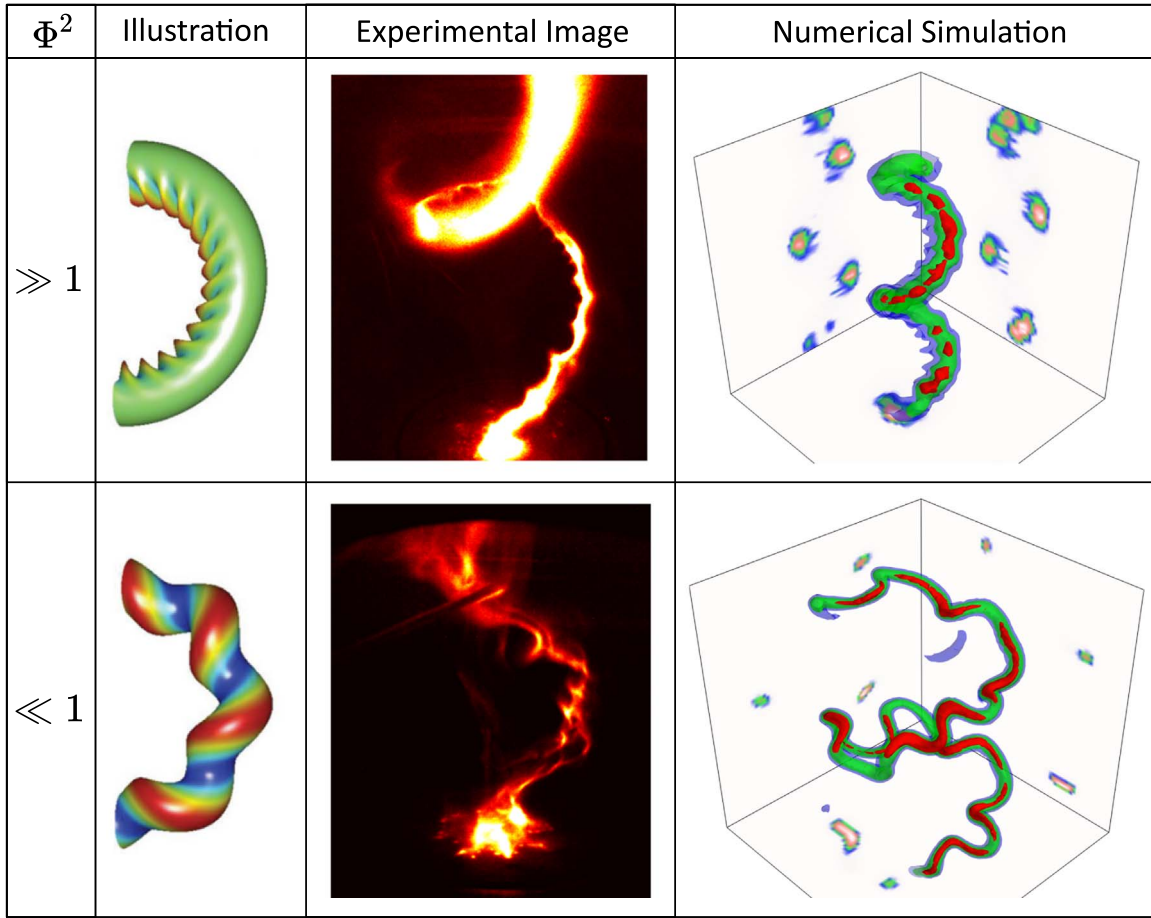 Φ² Illustration Experimental Image Numerical Simulation
≫ 1
≪ 1